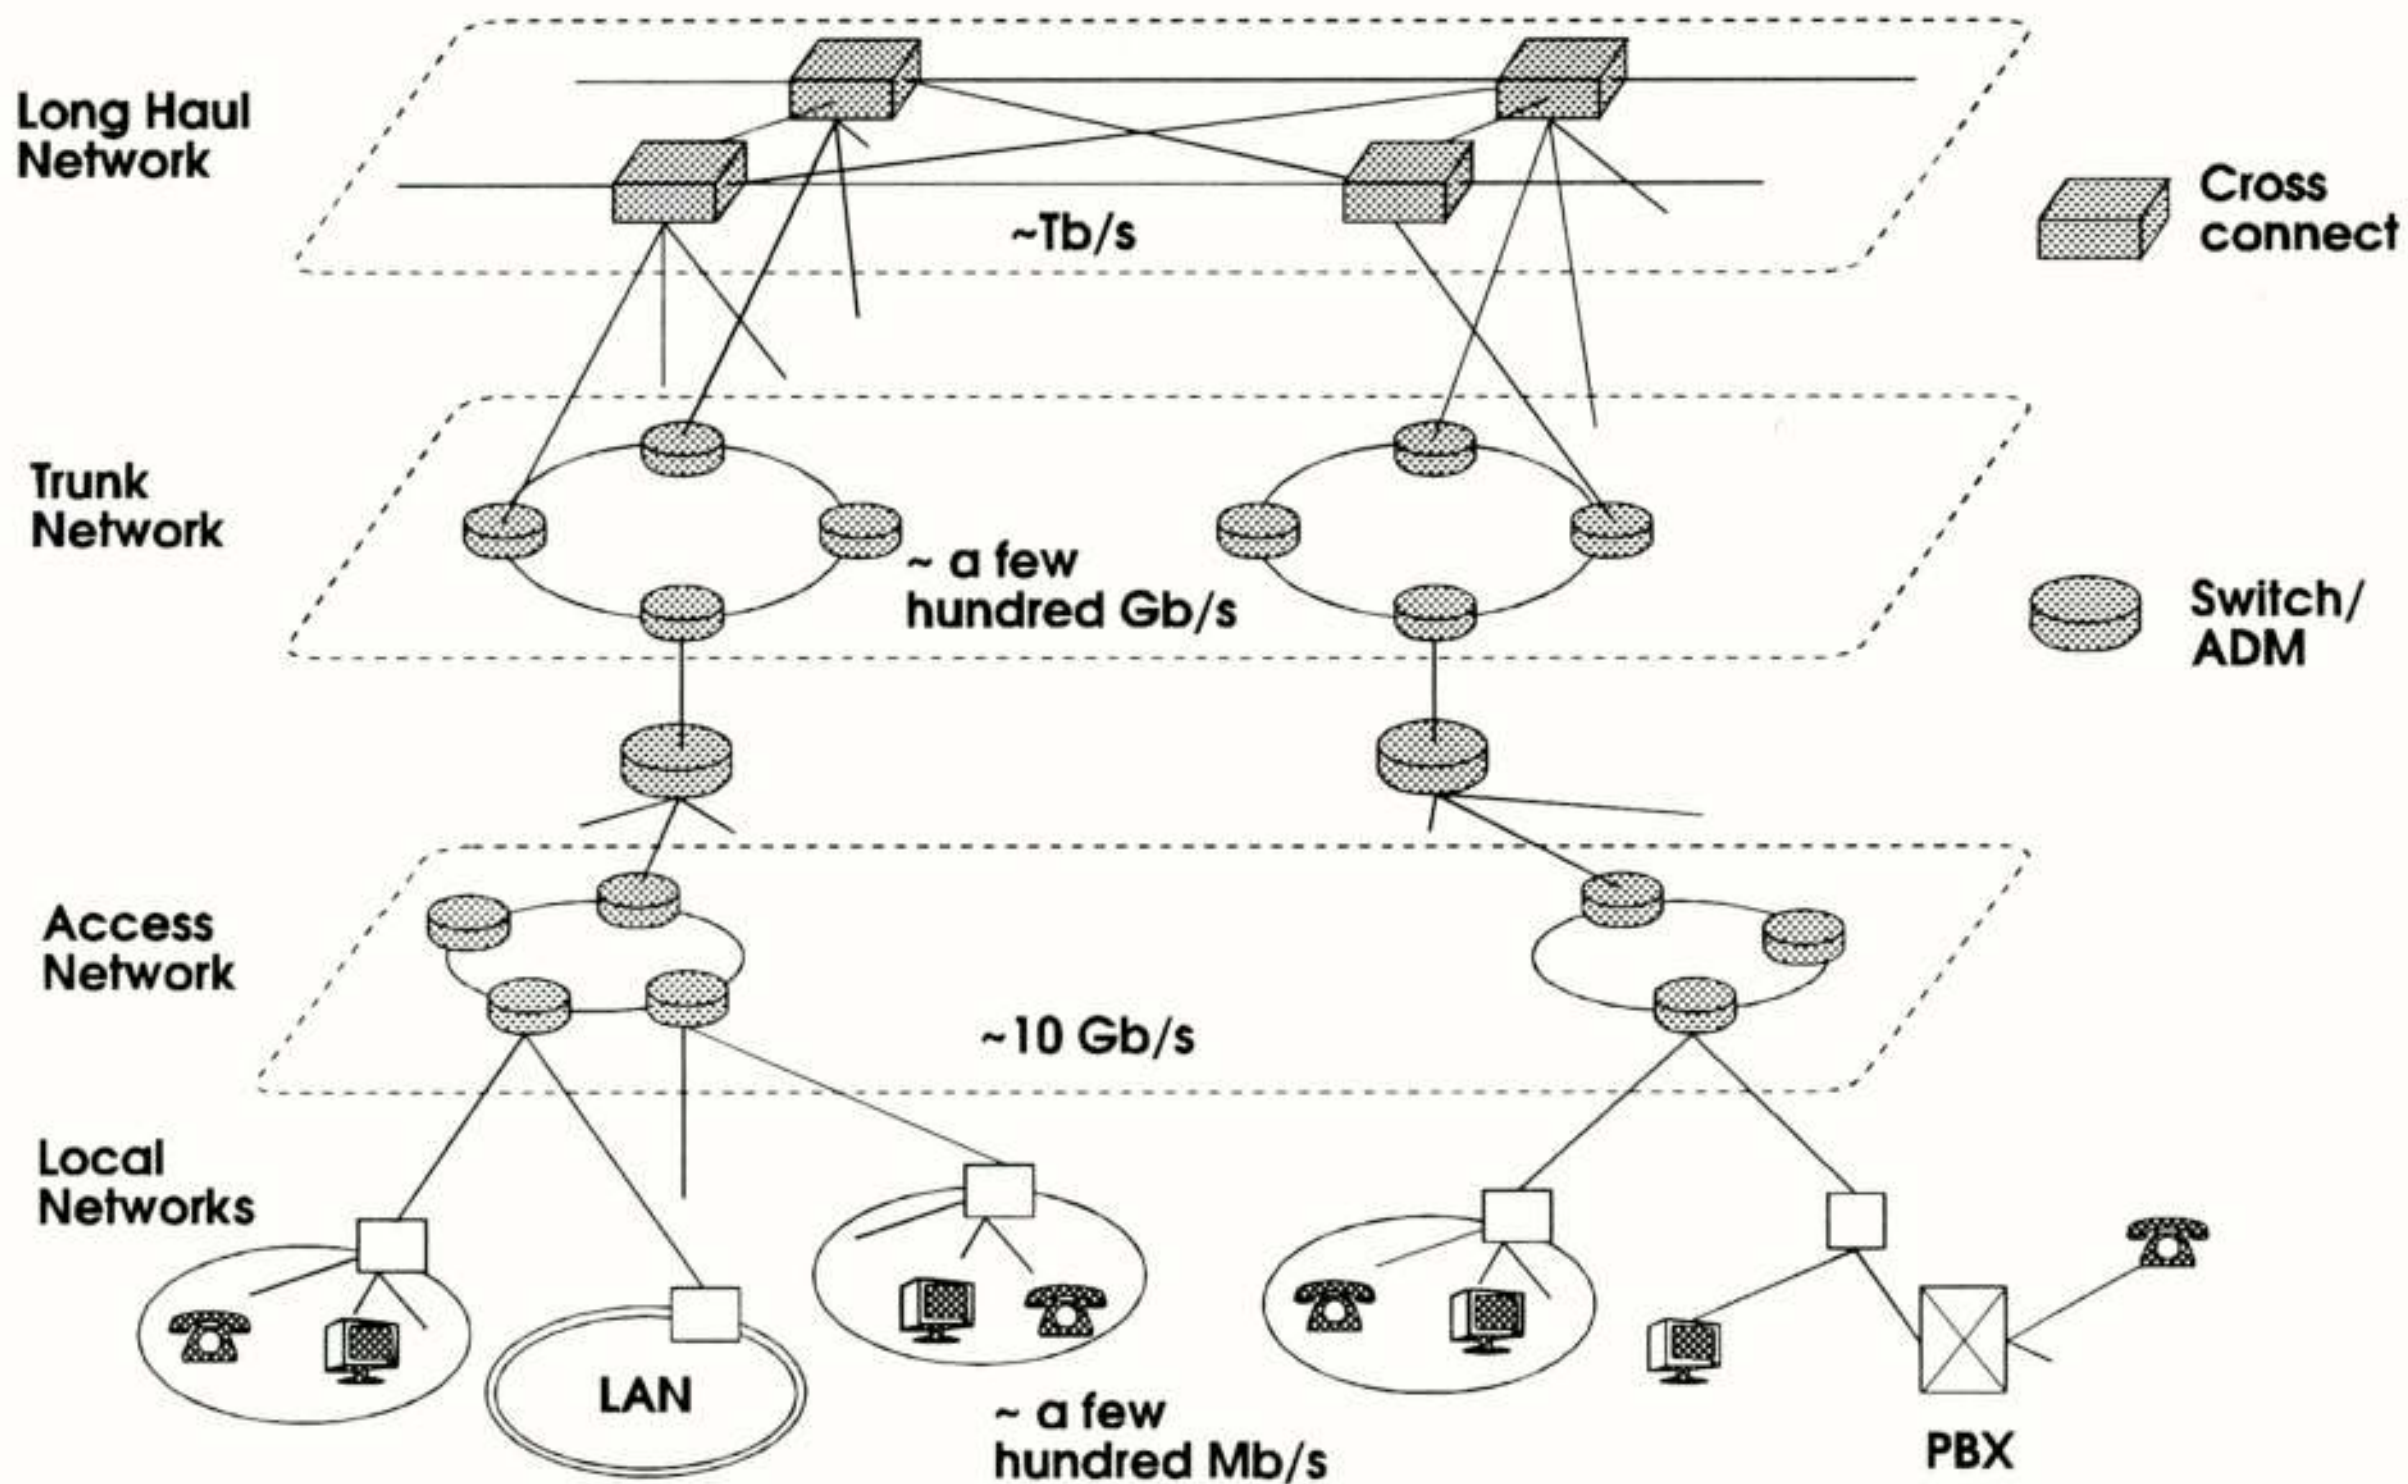 Long Haul
Network
~Tb/s
Cross
connect
Trunk
Network
~ a few
hundred Gb/s
Switch/
ADM
Access
Network
~10 Gb/s
Local
Networks
LAN
~ a few
hundred Mb/s
PBX